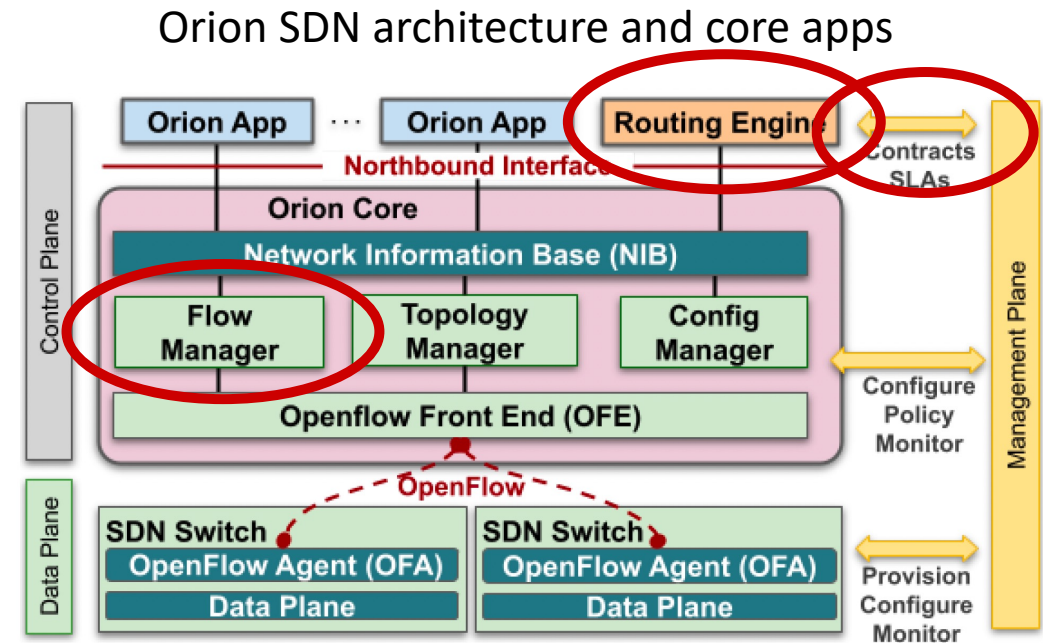 Orion SDN architecture and core apps
Orion App
...
Orion App
Routing Engine
Contracts
SLAs
Northbound Interface
Orion Core
Network Information Base (NIB)
Control Plane
Flow
Manager
Topology
Manager
Config
Manager
Configure
Policy
Monitor
Management Plane
Openflow Front End (OFE)
OpenFlow
Data Plane
SDN Switch
OpenFlow Agent (OFA)
Data Plane
SDN Switch
OpenFlow Agent (OFA)
Data Plane
Provision
Configure
Monitor